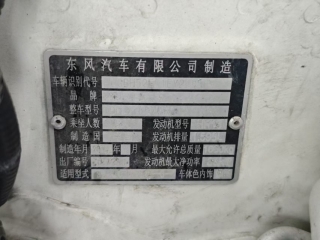 东风汽车有限公司制造
车辆识别代号
品牌
整车型号
乘坐人数 发动机型号
制造国 发动机排量
制造年月 年 月 最大允许总质量
出厂编号 发动机最大净功率
适用型式 车体色内饰